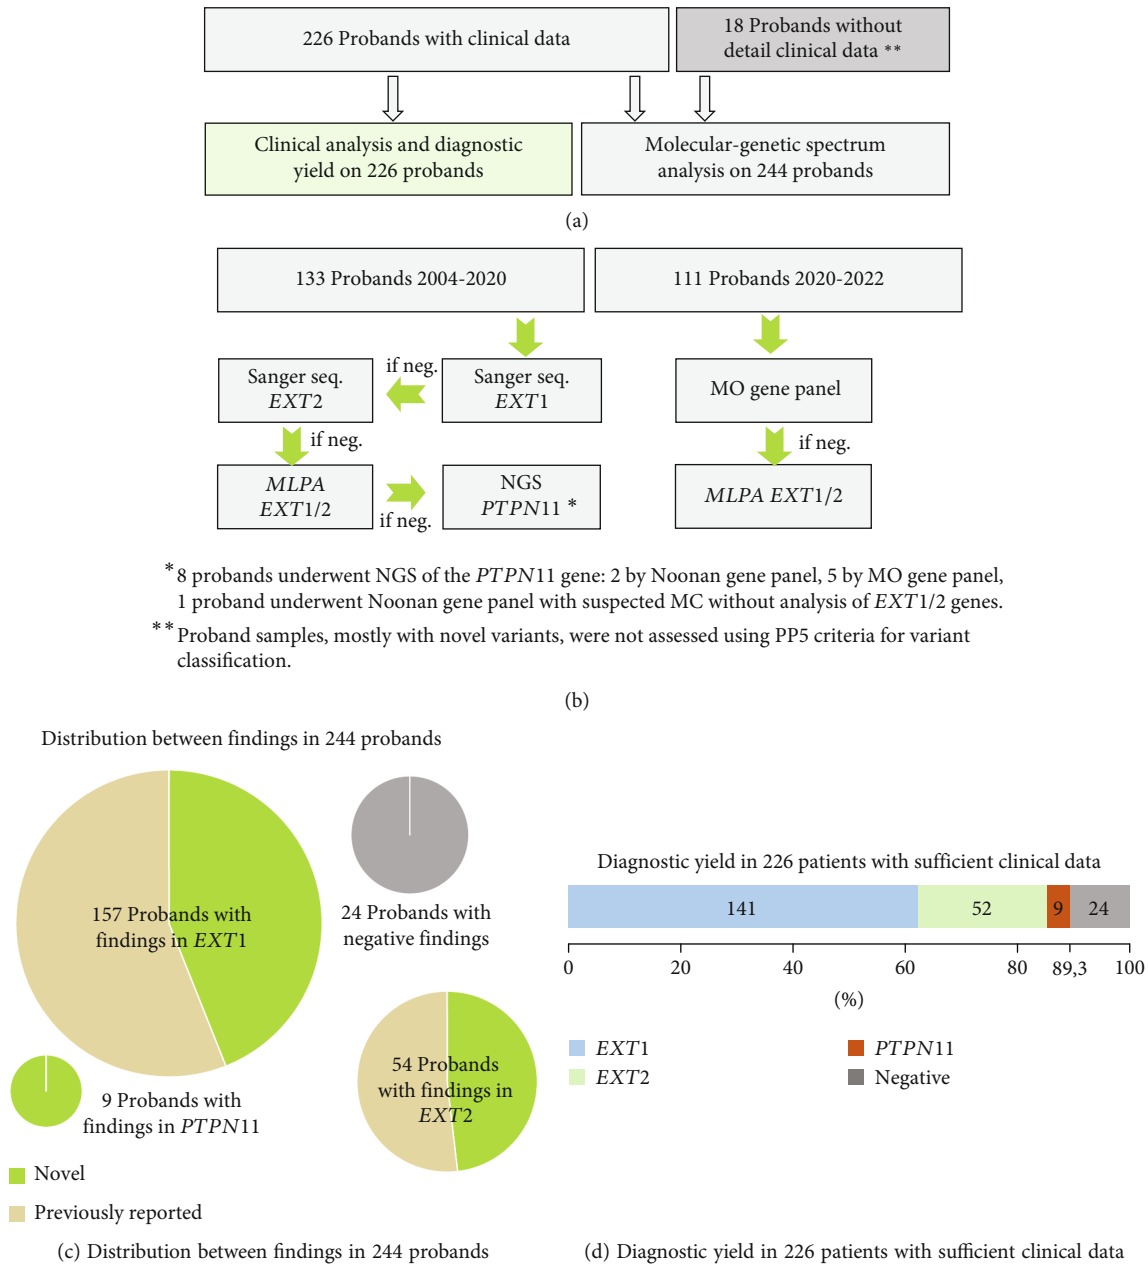 226 Probands with clinical data
18 Probands without
detail clinical data **
Clinical analysis and diagnostic
yield on 226 probands
Molecular-genetic spectrum
analysis on 244 probands
(a)
133 Probands 2004-2020
111 Probands 2020-2022
Sanger seq.
EXT2
if neg.
Sanger seq.
EXT1
MO gene panel
if neg.
if neg.
MLPA
EXT1/2
if neg.
NGS
PTPN11 *
MLPA EXT1/2
* 8 probands underwent NGS of the PTPN11 gene: 2 by Noonan gene panel, 5 by MO gene panel,
1 proband underwent Noonan gene panel with suspected MC without analysis of EXT1/2 genes.
** Proband samples, mostly with novel variants, were not assessed using PP5 criteria for variant
classification.
(b)
Distribution between findings in 244 probands
157 Probands with
findings in EXT1
24 Probands with
negative findings
9 Probands with
findings in PTPN11
54 Probands
with findings in
EXT2
Novel
Previously reported
(c) Distribution between findings in 244 probands
Diagnostic yield in 226 patients with sufficient clinical data
141 52 9 24
0 20 40 60 80 89,3 100
(%)
EXT1
PTPN11
EXT2
Negative
(d) Diagnostic yield in 226 patients with sufficient clinical data